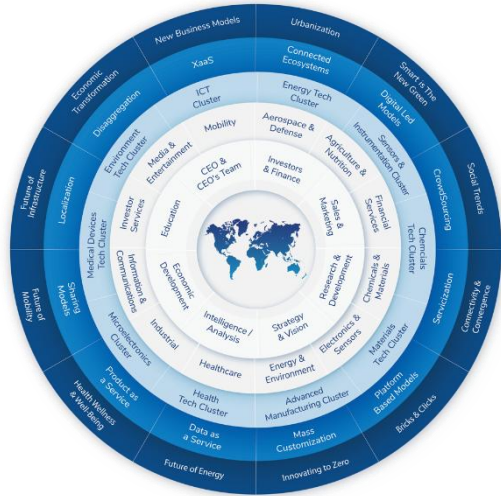 New Business Models
Urbanization
Smart is The
New Green
Social Trends
Connectivity &
Convergence
Bricks & Clicks
Innovating to Zero
Future of Energy
Health Wellness
& Well-Being
Future of
Mobility
Future of
Infrastructure
Economic
Transformation
XaaS
Connected
Ecosystems
Digital Led
Models
CrowdSourcing
Servicization
Platform
Based Models
Mass
Customization
Data as
a Service
Product as
a Service
Sharing
Models
Localization
Disaggregation
ICT
Cluster
Energy Tech
Cluster
Sensors &
Instrumentation Cluster
Chemcials
Tech Cluster
Materials
Tech Cluster
Advanced
Manufacturing Cluster
Health
Tech Cluster
Microelectronics
Cluster
Medical Devices
Tech Cluster
Environment
Tech Cluster
Mobility
Aerospace &
Defense
Agriculture &
Nutrition
Financial
Services
Chemicals &
Materials
Electronics &
Sensors
Energy &
Environment
Healthcare
Industrial
Information &
Communications
Investor
Services
Media &
Entertainment
CEO &
CEO's Team
Investors
& Finance
Sales &
Marketing
Research &
Development
Strategy
& Vision
Intelligence /
Analysis
Economic
Development
Education